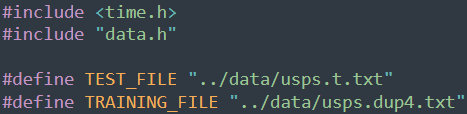 #include <time.h>
#include "data.h"
#define TEST_FILE "../data/usps.t.txt"
#define TRAINING_FILE "../data/usps.dup4.txt"